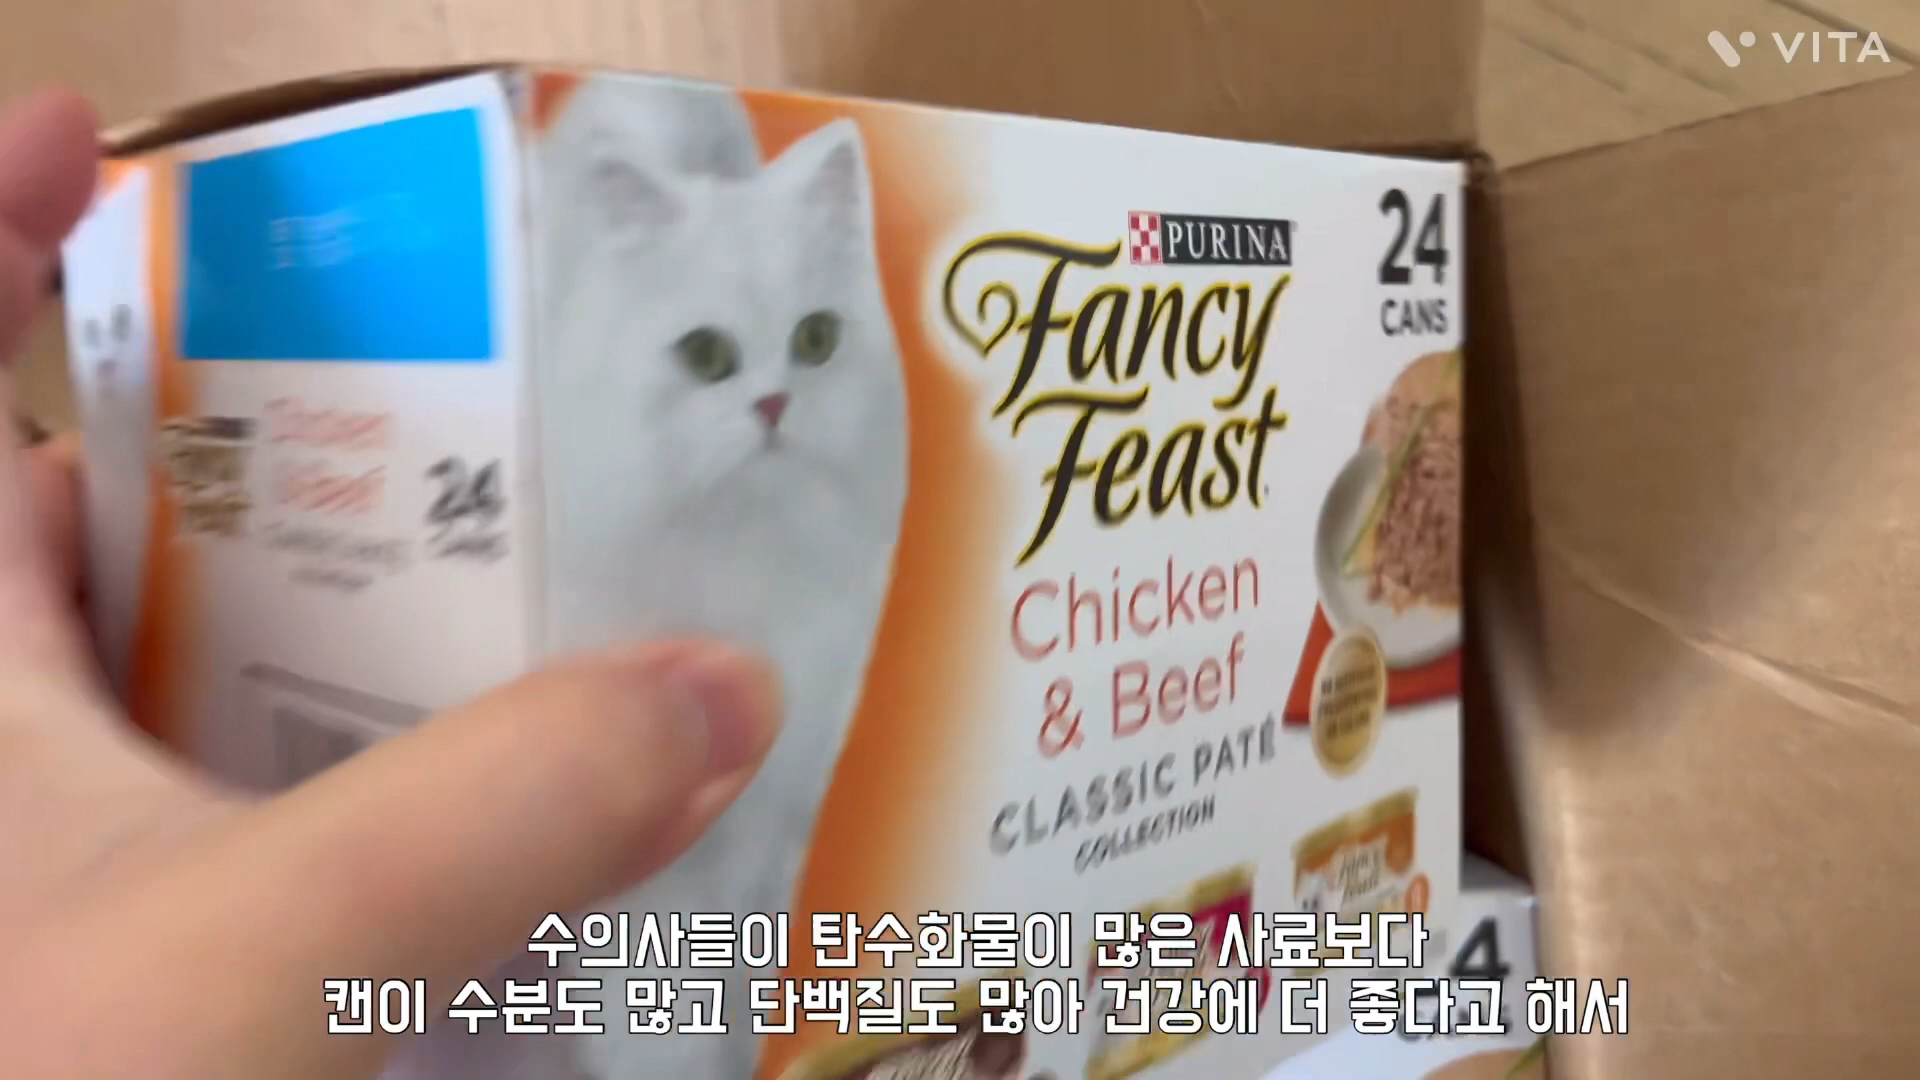 VITA
PURINA
24
CANS
Fancy
Feast
Chicken
& Beef
CLASSIC PATÉ
COLLECTION
24
수의사들이 탄수화물이 많은 사료보다
캔이 수분도 많고 단백질도 많아 건강에 더 좋다고 해서